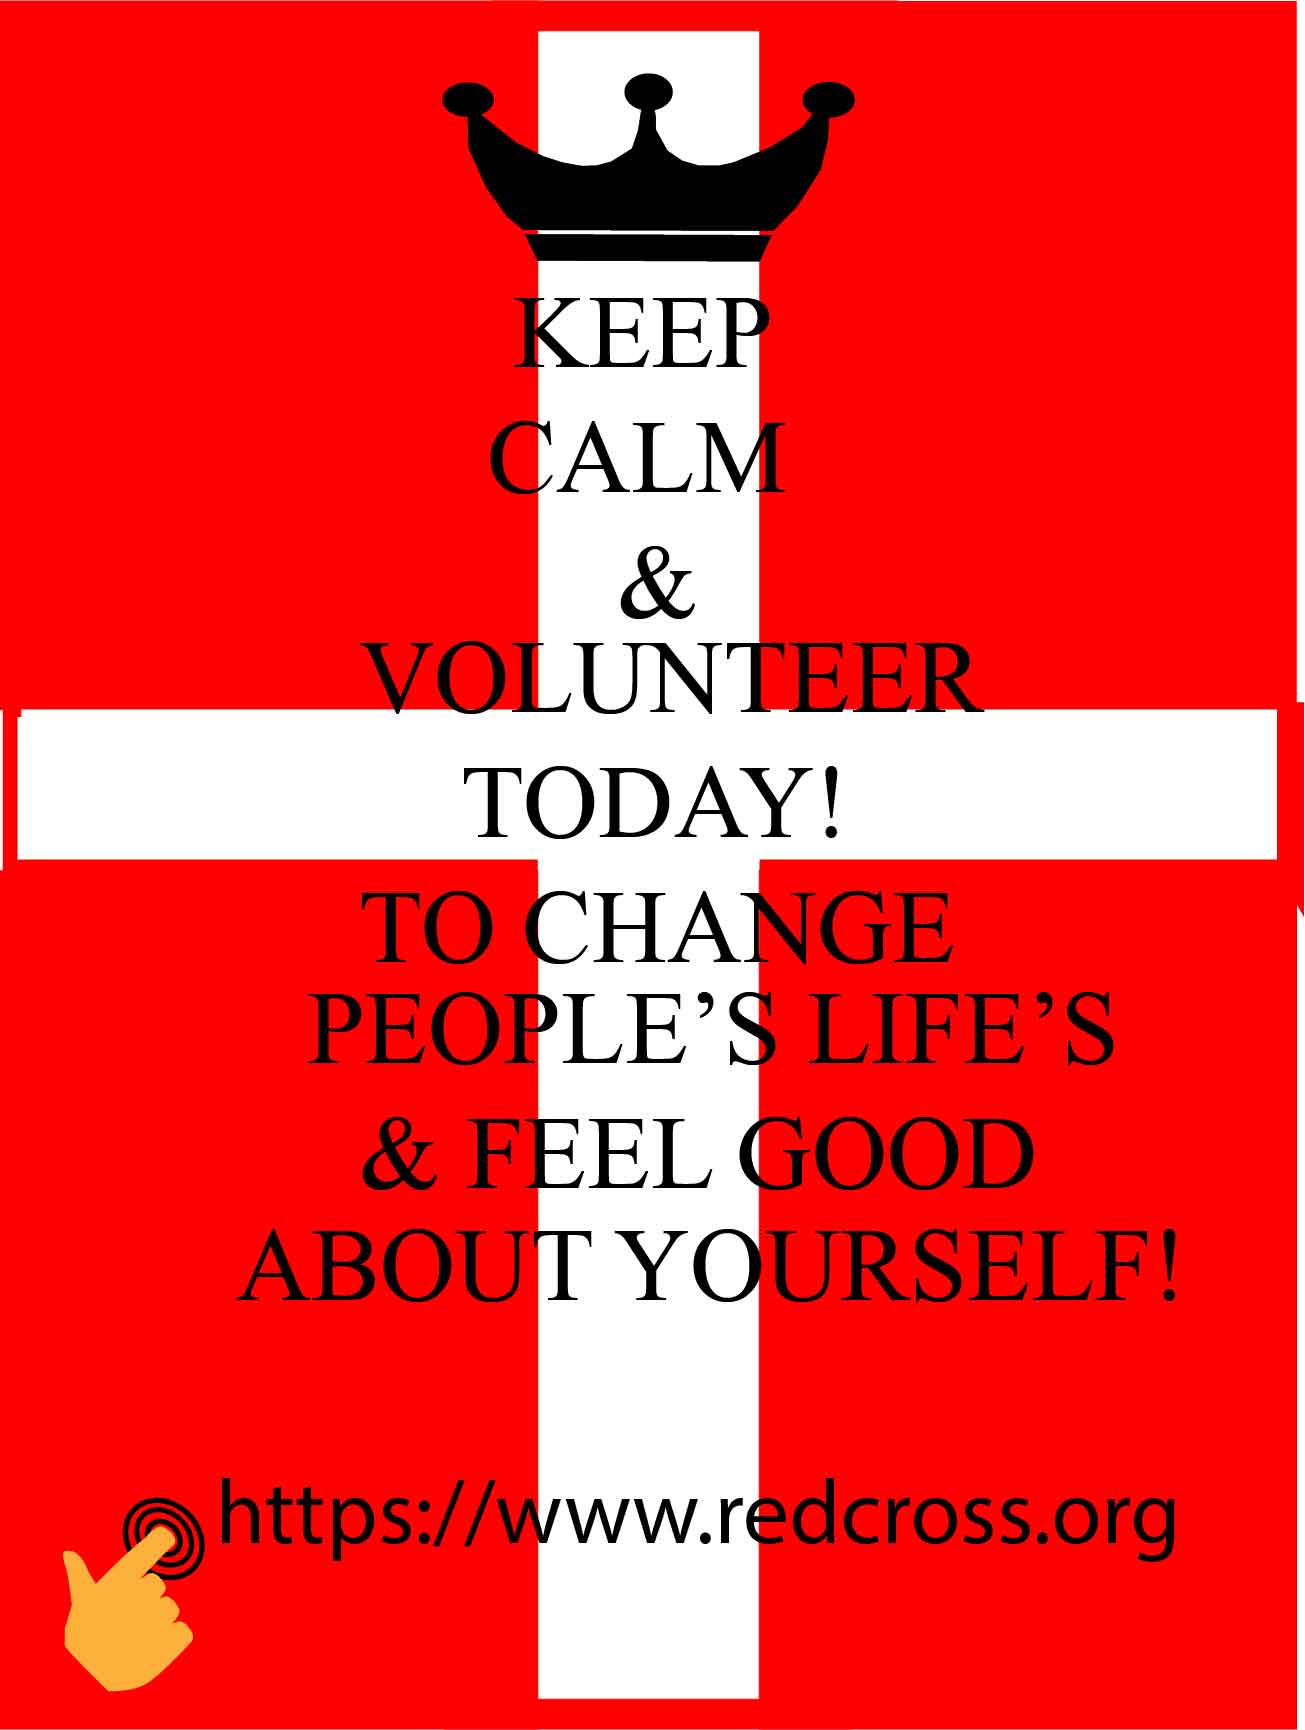 KEEP
CALM
&
VOLUNTEER
TODAY!
TO CHANGE
PEOPLE’S LIFE’S
& FEEL GOOD
ABOUT YOURSELF!
https://www.redcross.org